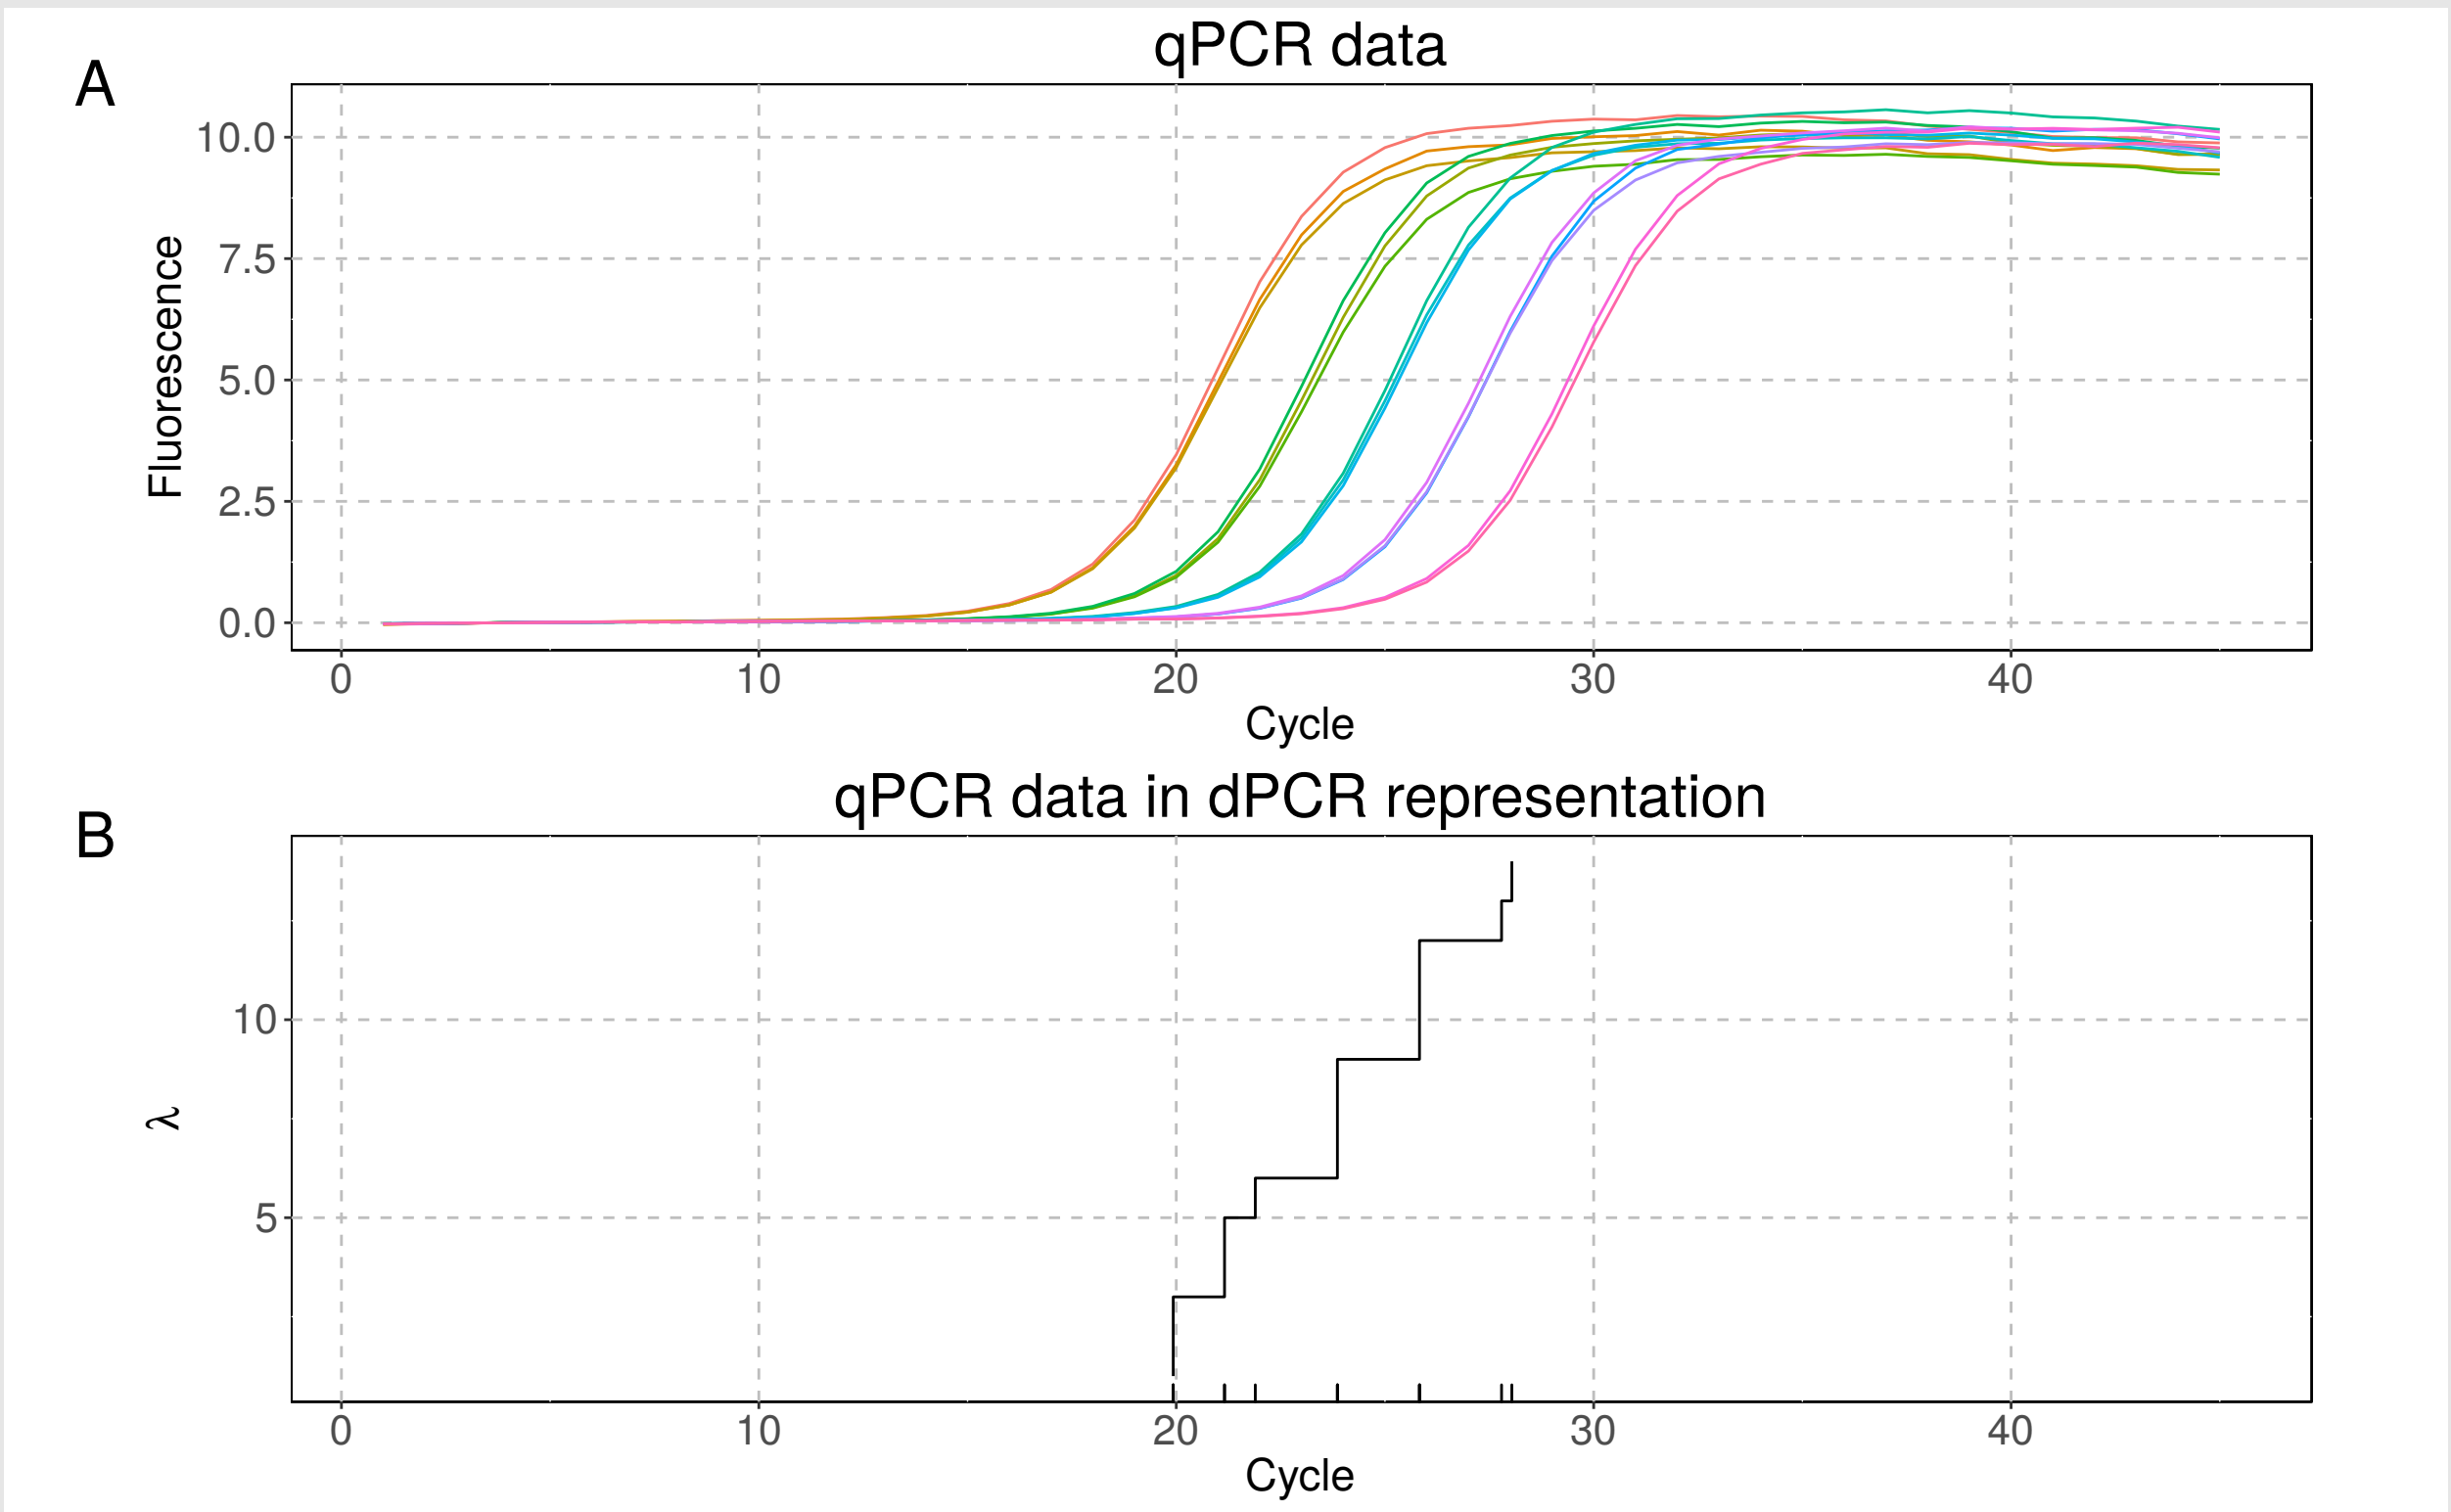 qPCR data
A
10.0
7.5
5.0
2.5
0.0
Fluorescence
0 10 20 30 40
Cycle
qPCR data in dPCR representation
B
10
5
λ
0 10 20 30 40
Cycle